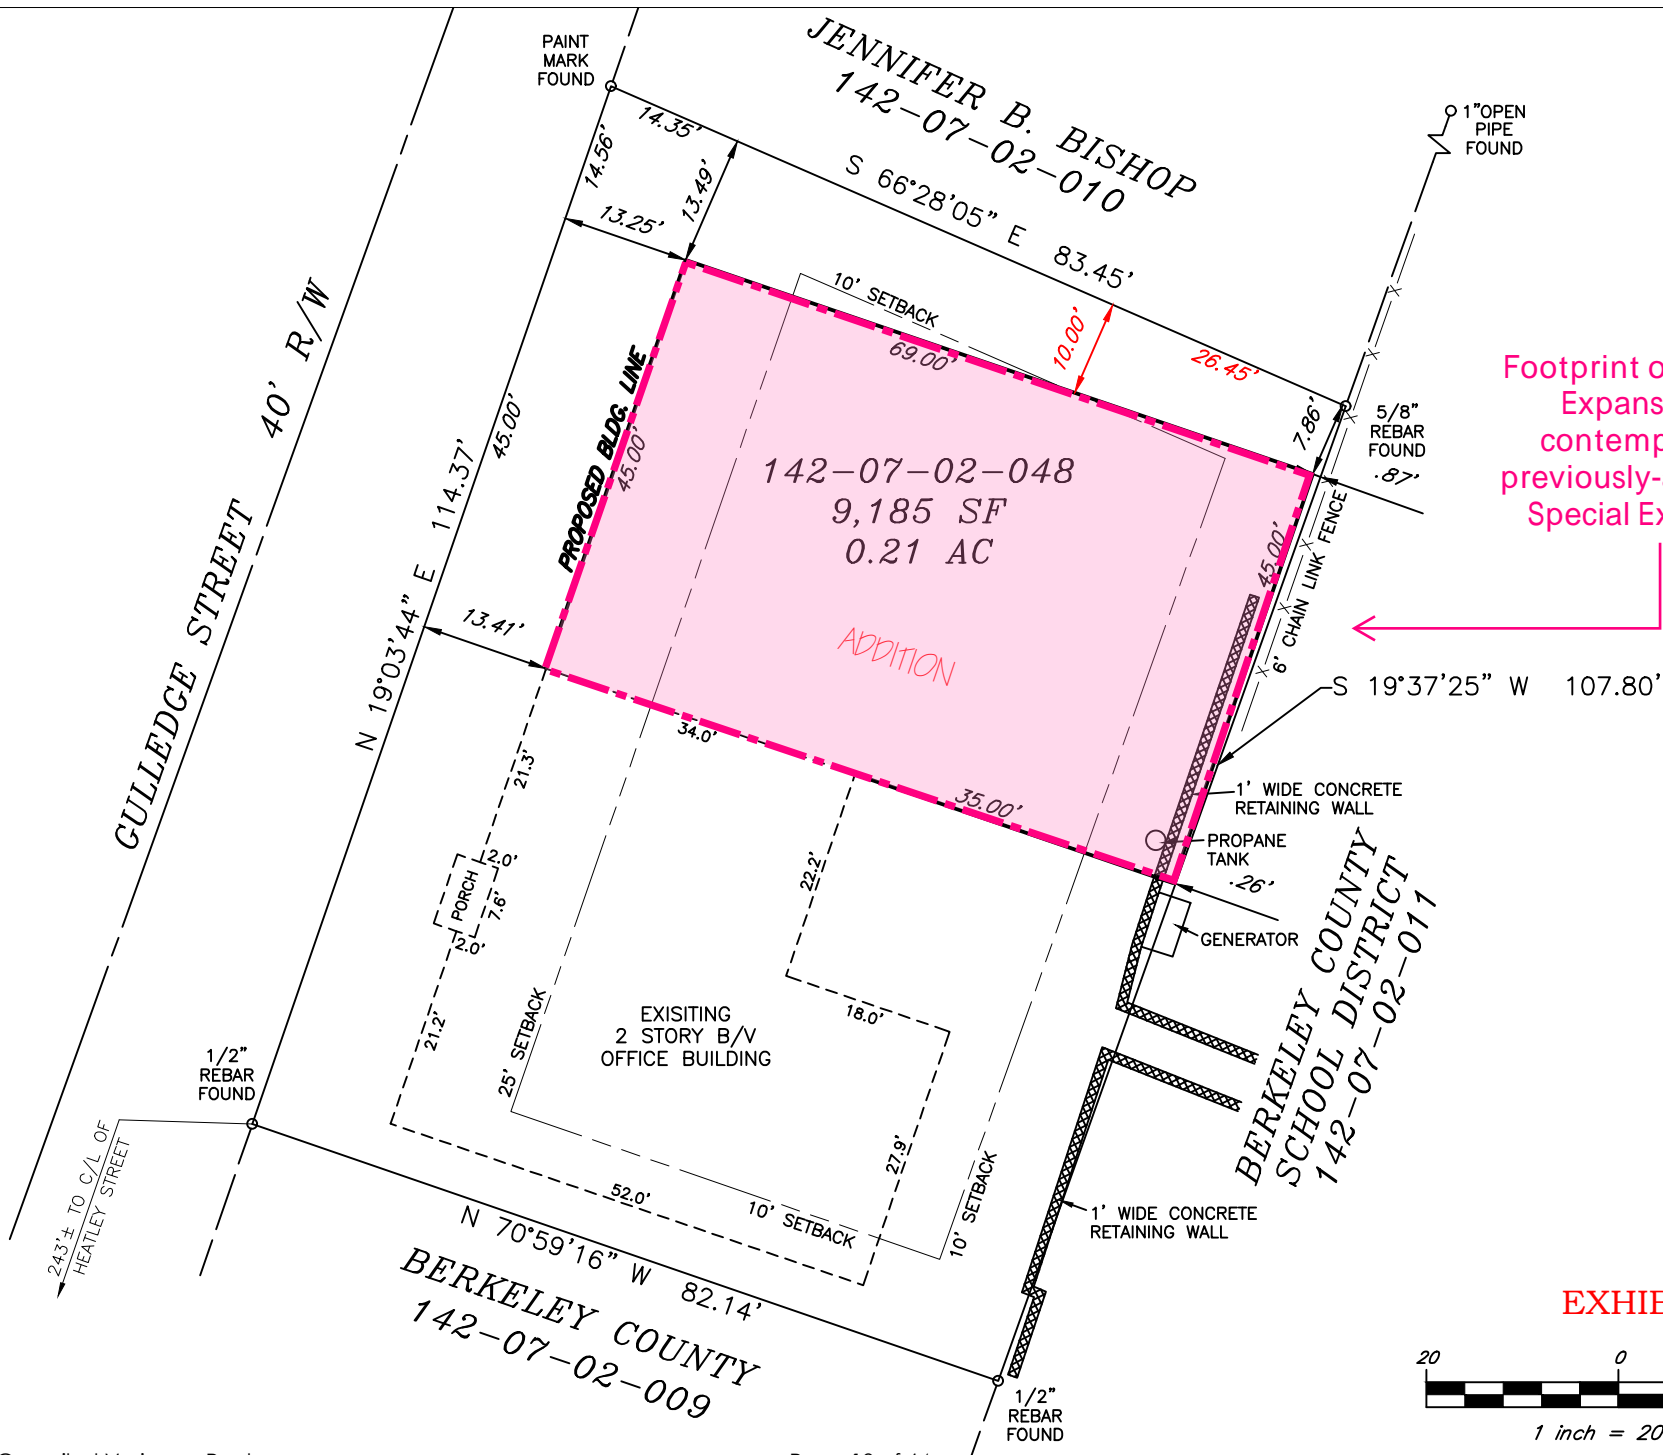 PAINT
MARK
FOUND
JENNIFER B. BISHOP
142-07-02-010
1"OPEN
PIPE
FOUND
14.35'
14.56'
13.49'
13.25'
S 66°28'05" E 83.45'
10' SETBACK
69.00'
10.00'
26.45'
7.86'
5/8"
REBAR
FOUND
.87'
Footprint o
Expans
contemp
previously-
Special Ex
40' R/W
GULLEDGE STREET
45.00'
N 19°03'44" E 114.37'
PROPOSED BLDG. LINE
45.00'
142-07-02-048
9,185 SF
0.21 AC
45.00'
6' CHAIN LINK FENCE
ADDITION
13.41'
S 19°37'25" W 107.80'
34.0'
21.3'
35.00'
1' WIDE CONCRETE
RETAINING WALL
PROPANE
TANK
.26'
GENERATOR
2.0'
PORCH
7.6'
2.0'
22.2'
18.0'
21.2'
25' SETBACK
EXISITING
2 STORY B/V
OFFICE BUILDING
BERKELEY COUNTY
SCHOOL DISTRICT
142-07-02-011
1/2"
REBAR
FOUND
243'± TO C/L OF
HEATLEY STREET
27.9'
52.0'
10' SETBACK
10' SETBACK
1' WIDE CONCRETE
RETAINING WALL
N 70°59'16" W 82.14'
BERKELEY COUNTY
142-07-02-009
1/2"
REBAR
FOUND
EXHIB
20 0
1 inch = 20